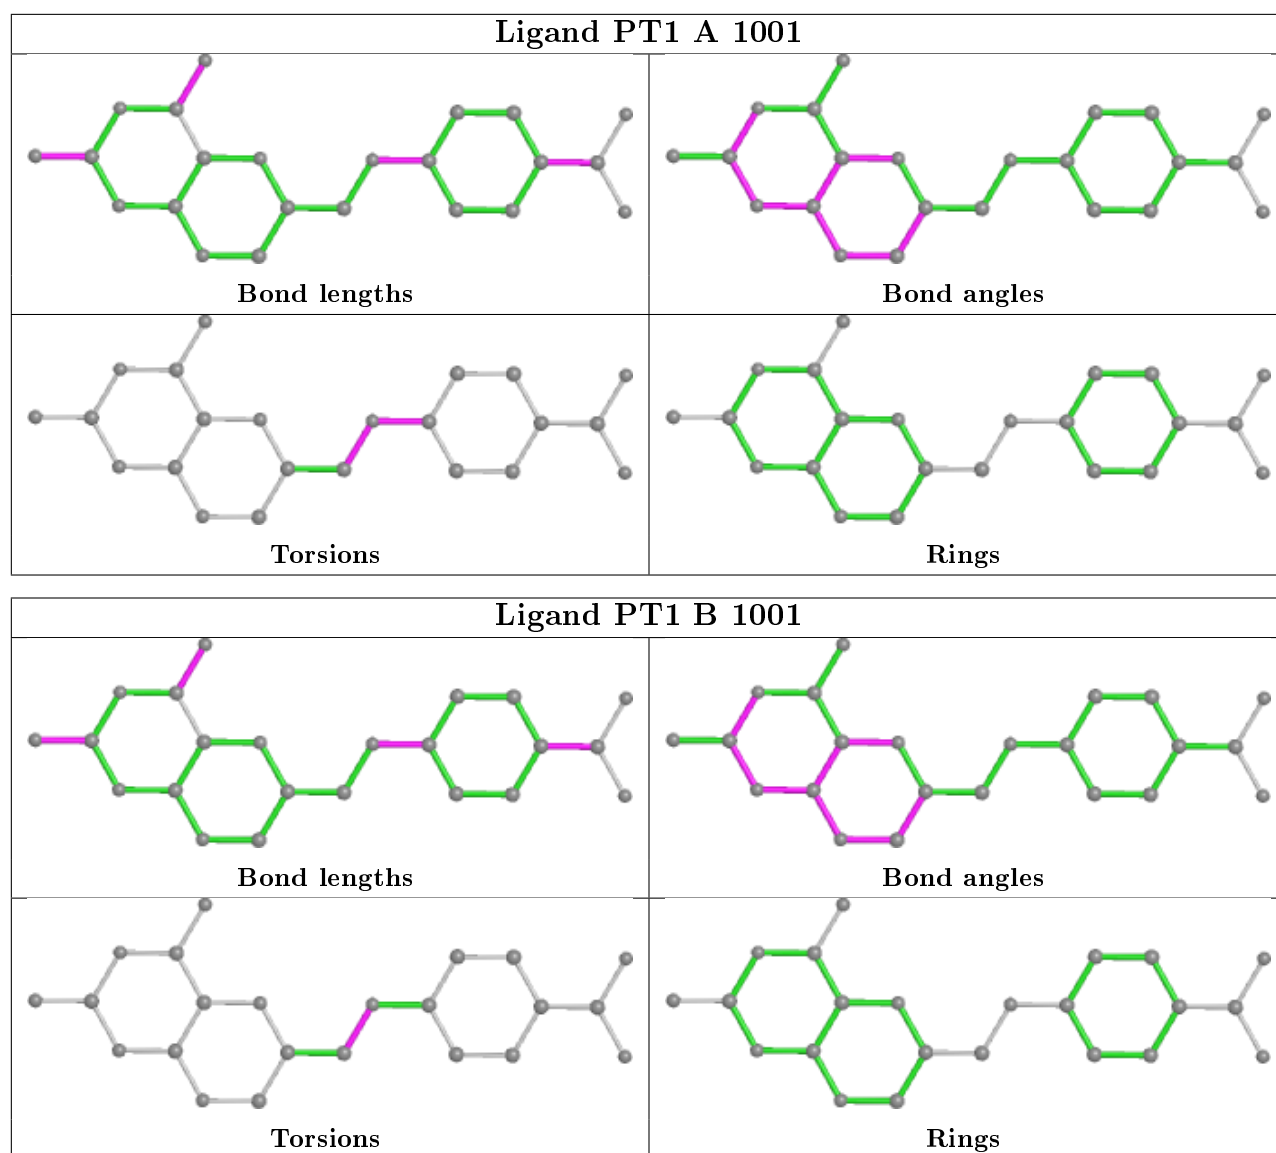 Ligand PT1 A 1001
Bond lengths
Bond angles
Torsions
Rings
Ligand PT1 B 1001
Bond lengths
Bond angles
Torsions
Rings